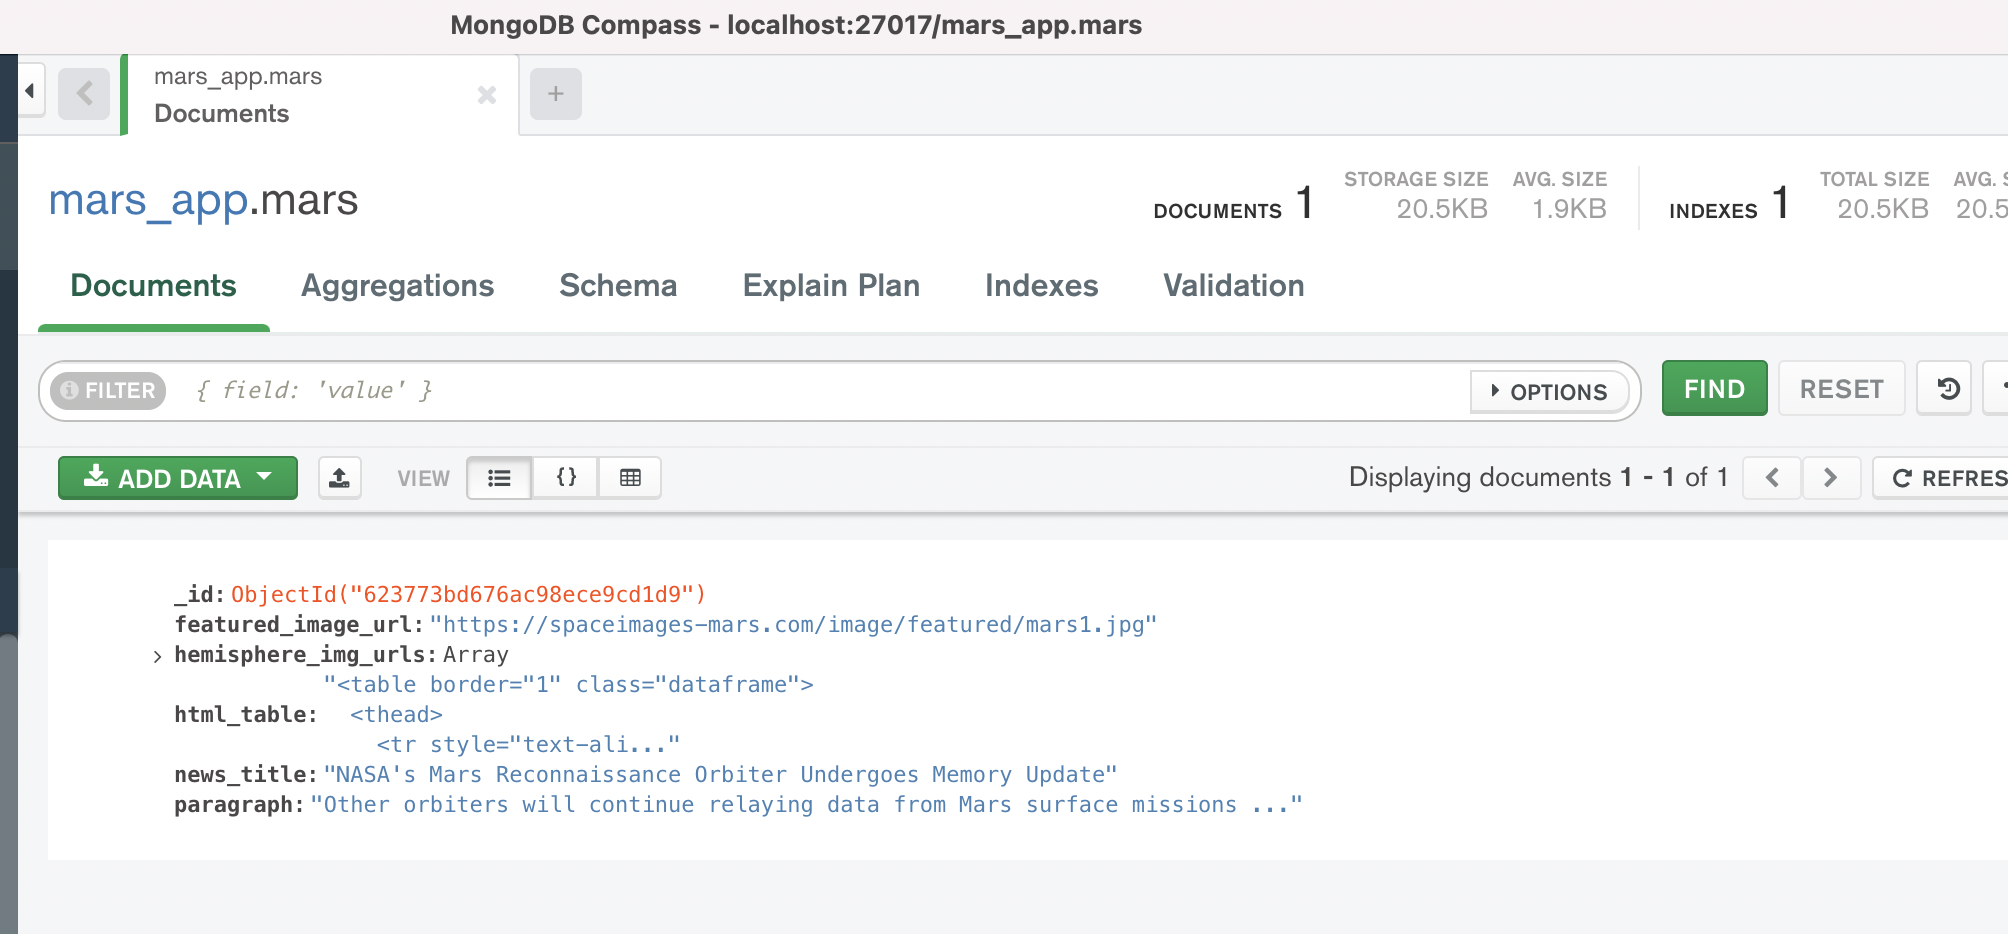 MongoDB Compass - localhost:27017/mars_app.mars
mars_app.mars
Documents
mars_app.mars
DOCUMENTS 1
STORAGE SIZE
20.5KB
AVG. SIZE
1.9KB
INDEXES 1
TOTAL SIZE
20.5KB
AVG. S
20.5
Documents Aggregations Schema Explain Plan Indexes Validation
FILTER { field: 'value' } OPTIONS FIND RESET
ADD DATA VIEW {} Displaying documents 1 - 1 of 1 REFRES
_id: ObjectId("623773bd676ac98ece9cd1d9")
featured_image_url: "https://spaceimages-mars.com/image/featured/mars1.jpg"
hemisphere_img_urls: Array
"<table border="1" class="dataframe">
html_table: <thead>
<tr style="text-ali..."
news_title: "NASA's Mars Reconnaissance Orbiter Undergoes Memory Update"
paragraph: "Other orbiters will continue relaying data from Mars surface missions ..."